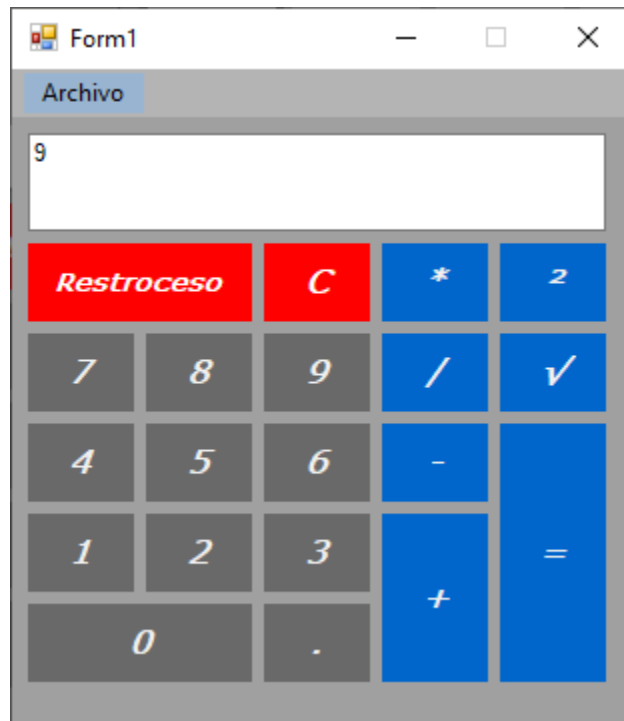 Form1
Archivo
9
Restroceso C * ²
7 8 9 / √
4 5 6 -
1 2 3 + =
0 .